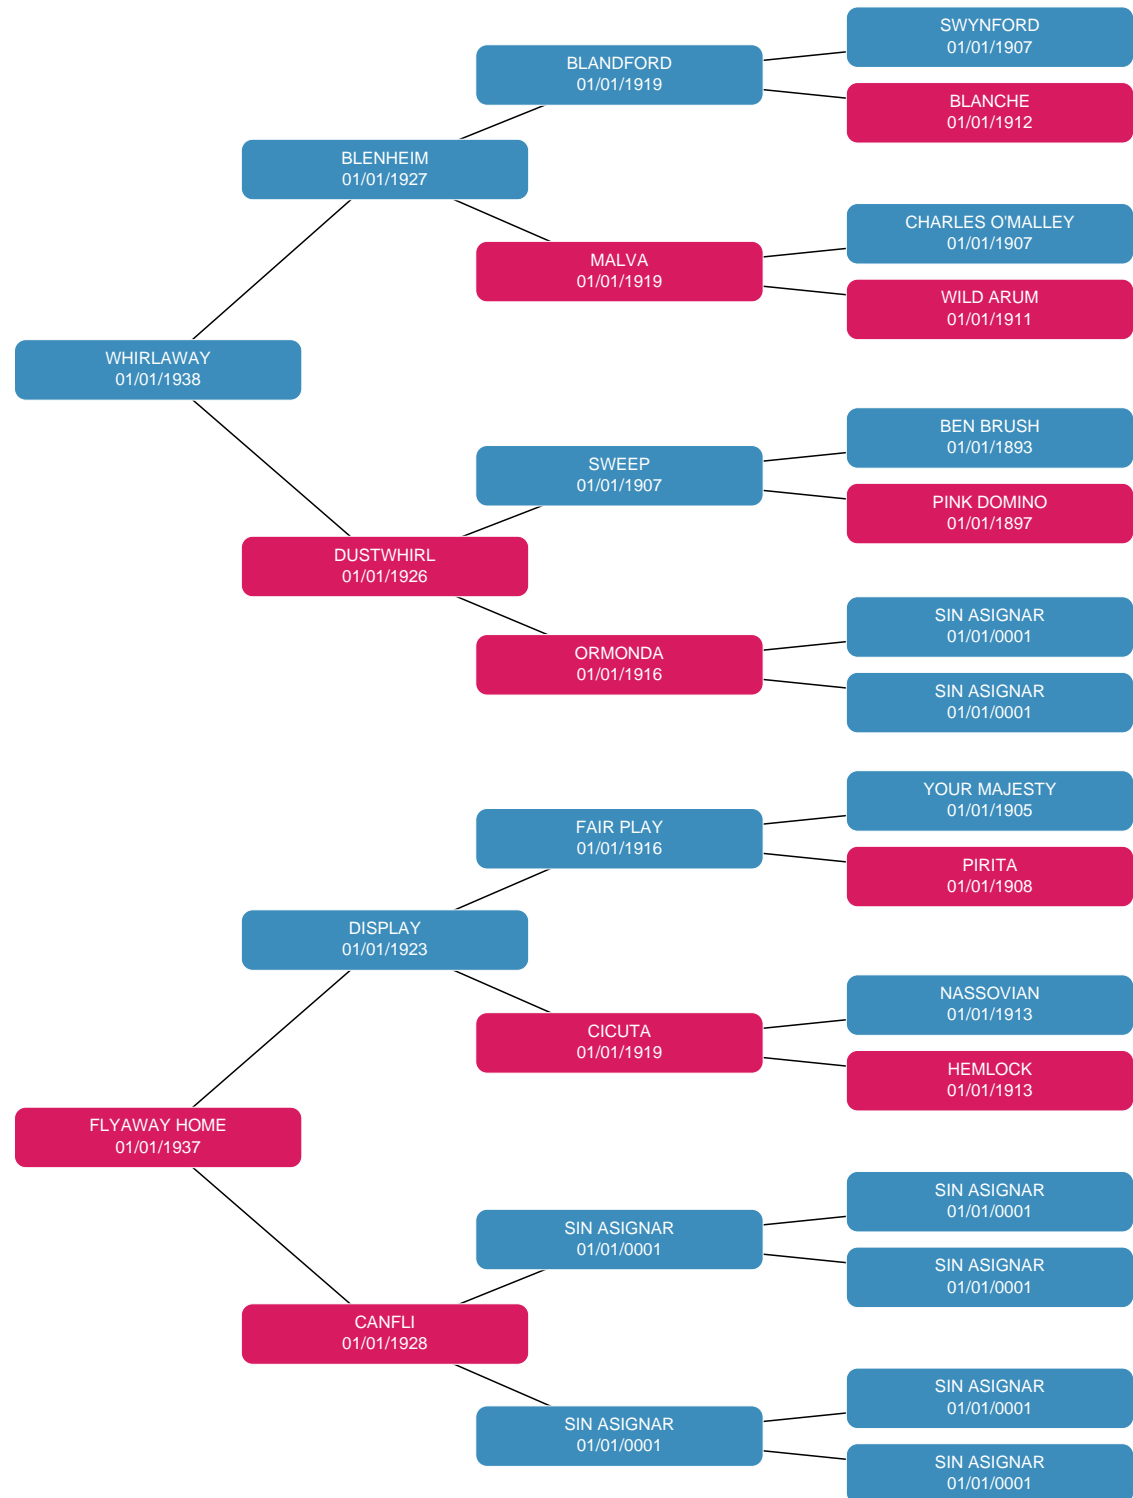 SWYNFORD
01/01/1907
BLANDFORD
01/01/1919
BLANCHE
01/01/1912
BLENHEIM
01/01/1927
CHARLES O'MALLEY
01/01/1907
MALVA
01/01/1919
WILD ARUM
01/01/1911
WHIRLAWAY
01/01/1938
BEN BRUSH
01/01/1893
SWEEP
01/01/1907
PINK DOMINO
01/01/1897
DUSTWHIRL
01/01/1926
SIN ASIGNAR
01/01/0001
ORMONDA
01/01/1916
SIN ASIGNAR
01/01/0001
YOUR MAJESTY
01/01/1905
FAIR PLAY
01/01/1916
PIRITA
01/01/1908
DISPLAY
01/01/1923
NASSOVIAN
01/01/1913
CICUTA
01/01/1919
HEMLOCK
01/01/1913
FLYAWAY HOME
01/01/1937
SIN ASIGNAR
01/01/0001
SIN ASIGNAR
01/01/0001
SIN ASIGNAR
01/01/0001
CANFLI
01/01/1928
SIN ASIGNAR
01/01/0001
SIN ASIGNAR
01/01/0001
SIN ASIGNAR
01/01/0001